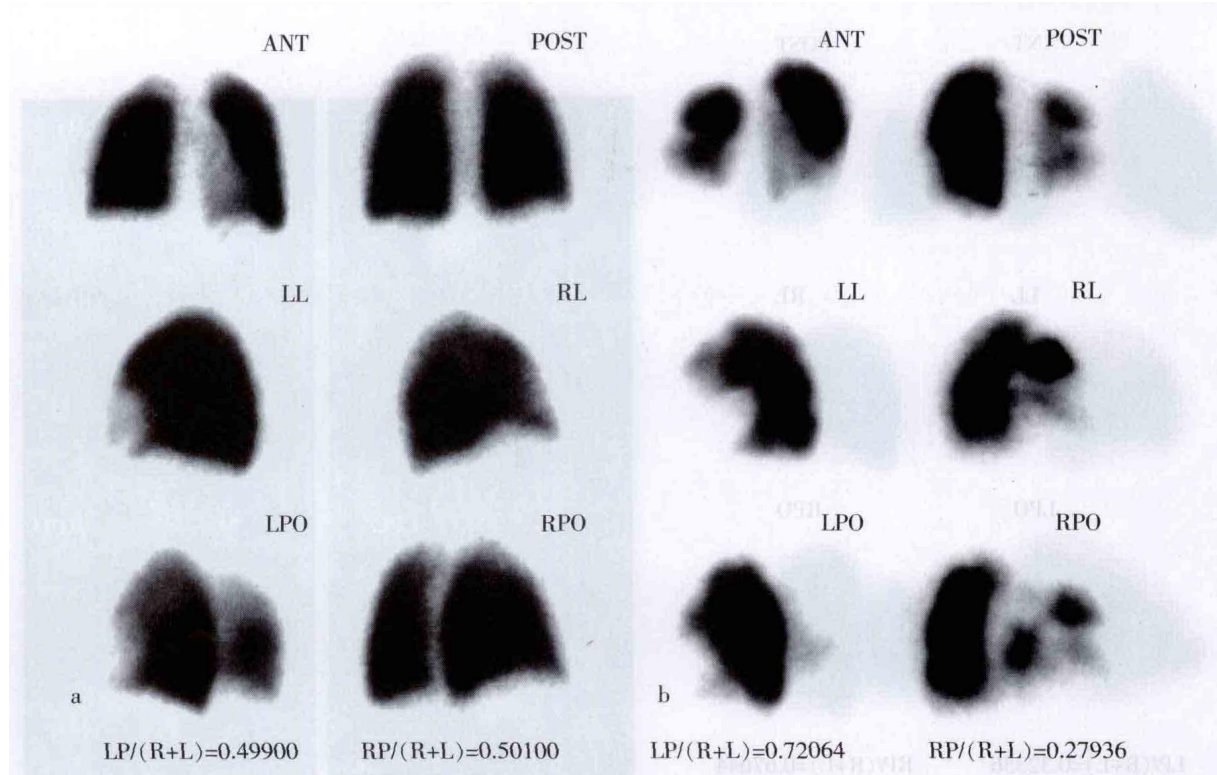 ANT POST ANT POST
LL RL LL RL
LPO RPO LPO RPO
a b
LP/(R+L)=0.49900 RP/(R+L)=0.50100 LP/(R+L)=0.72064 RP/(R+L)=0.27936